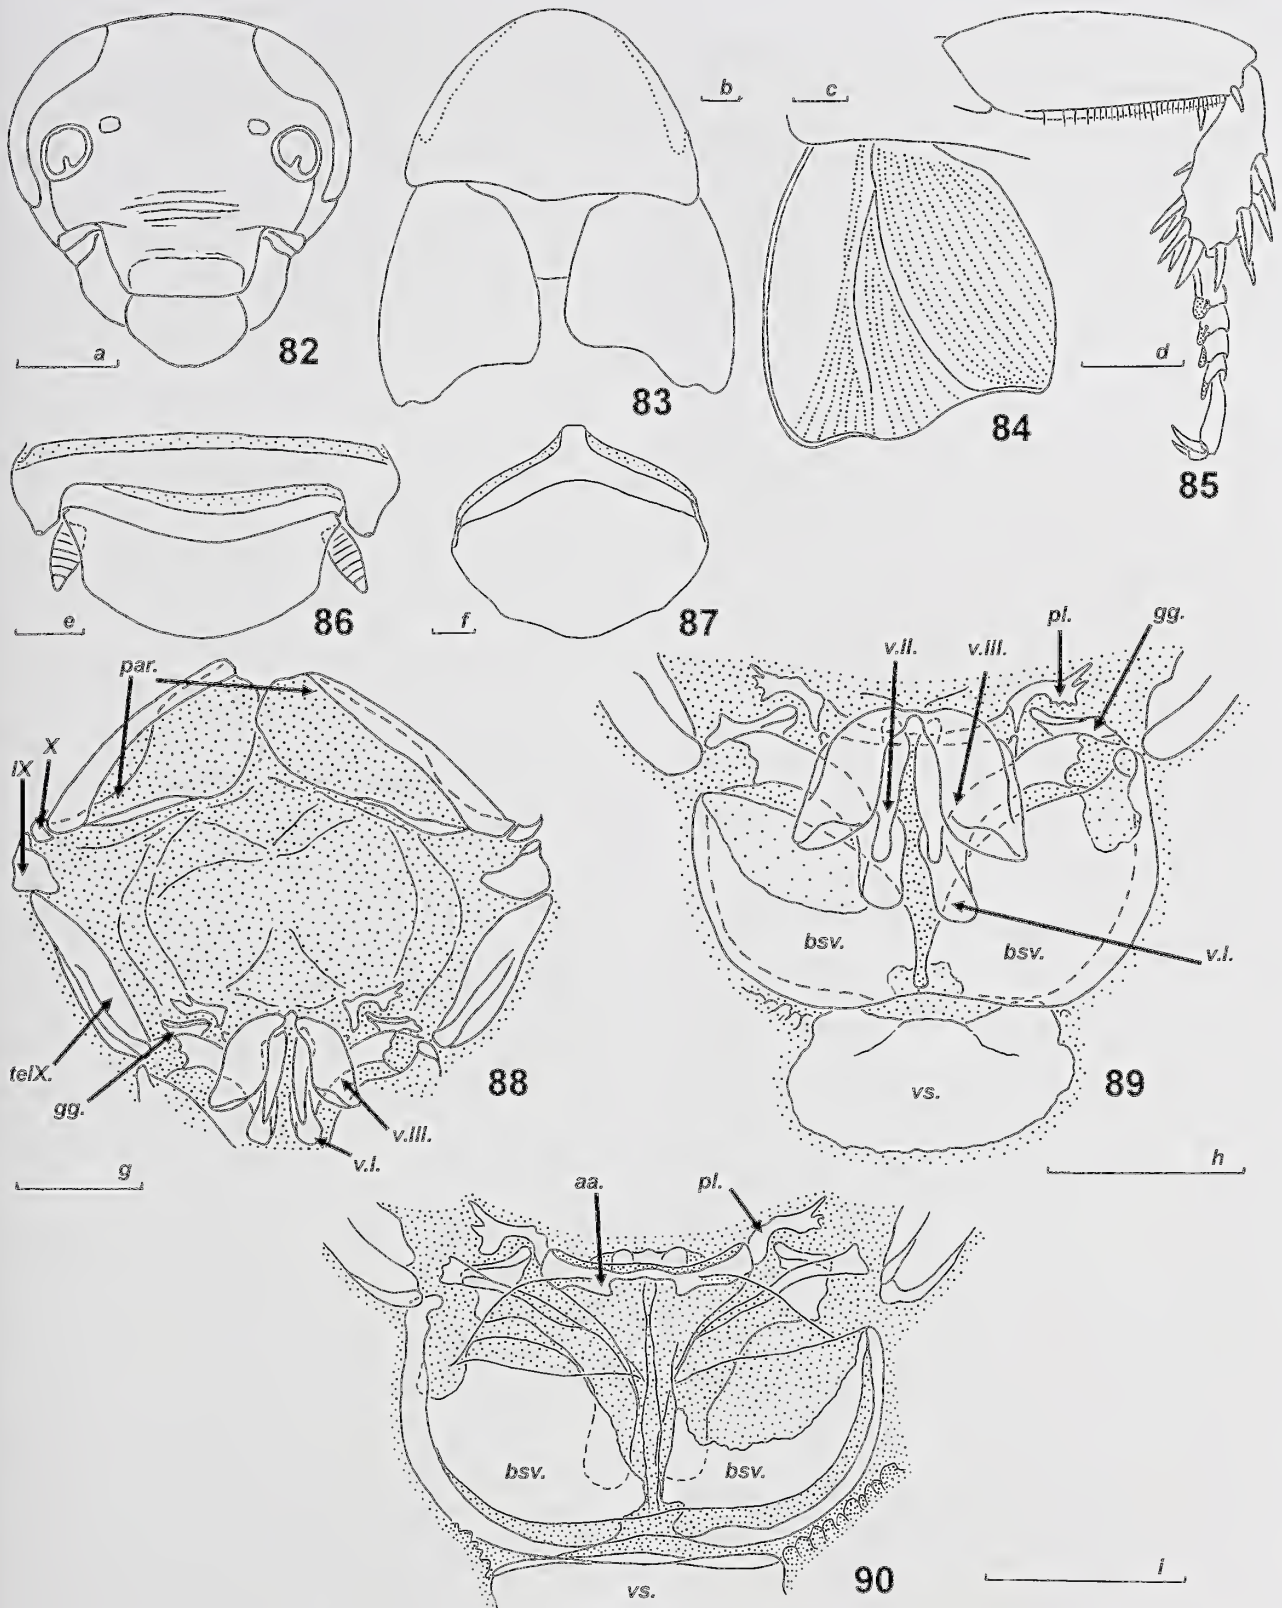 b
c
a
82
83
84
d
85
e
86
f
87
par.
X
IX
telX.
gg.
88
v.III.
v.I.
g
v.II.
v.III.
pl.
gg.
bsv.
bsv.
v.I.
vs.
89
h
aa.
pl.
bsv.
bsv.
vs.
90
i